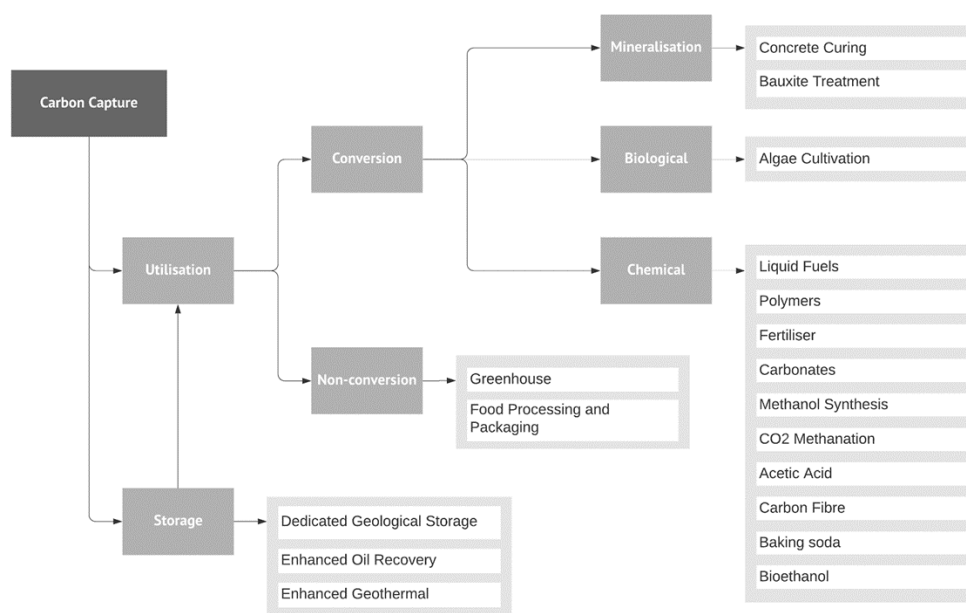 Carbon Capture
Utilisation
Storage
Conversion
Non-conversion
Mineralisation
Biological
Chemical
Concrete Curing
Bauxite Treatment
Algae Cultivation
Liquid Fuels
Polymers
Fertiliser
Carbonates
Methanol Synthesis
CO2 Methanation
Acetic Acid
Carbon Fibre
Baking soda
Bioethanol
Greenhouse
Food Processing and
Packaging
Dedicated Geological Storage
Enhanced Oil Recovery
Enhanced Geothermal